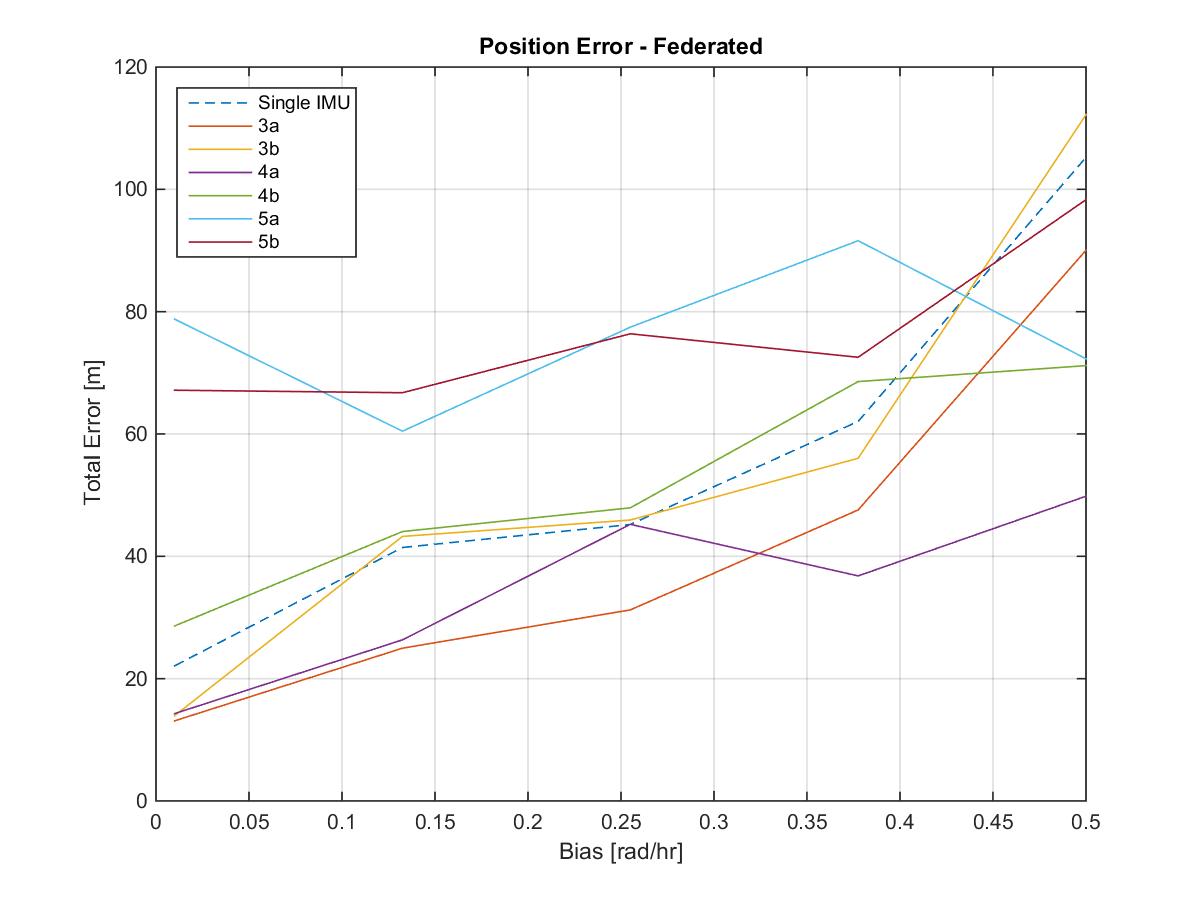 Position Error - Federated
120
100
80
60
40
20
0
Single IMU
3a
3b
4a
4b
5a
5b
Total Error [m]
0 0.05 0.1 0.15 0.2 0.25 0.3 0.35 0.4 0.45 0.5
Bias [rad/hr]